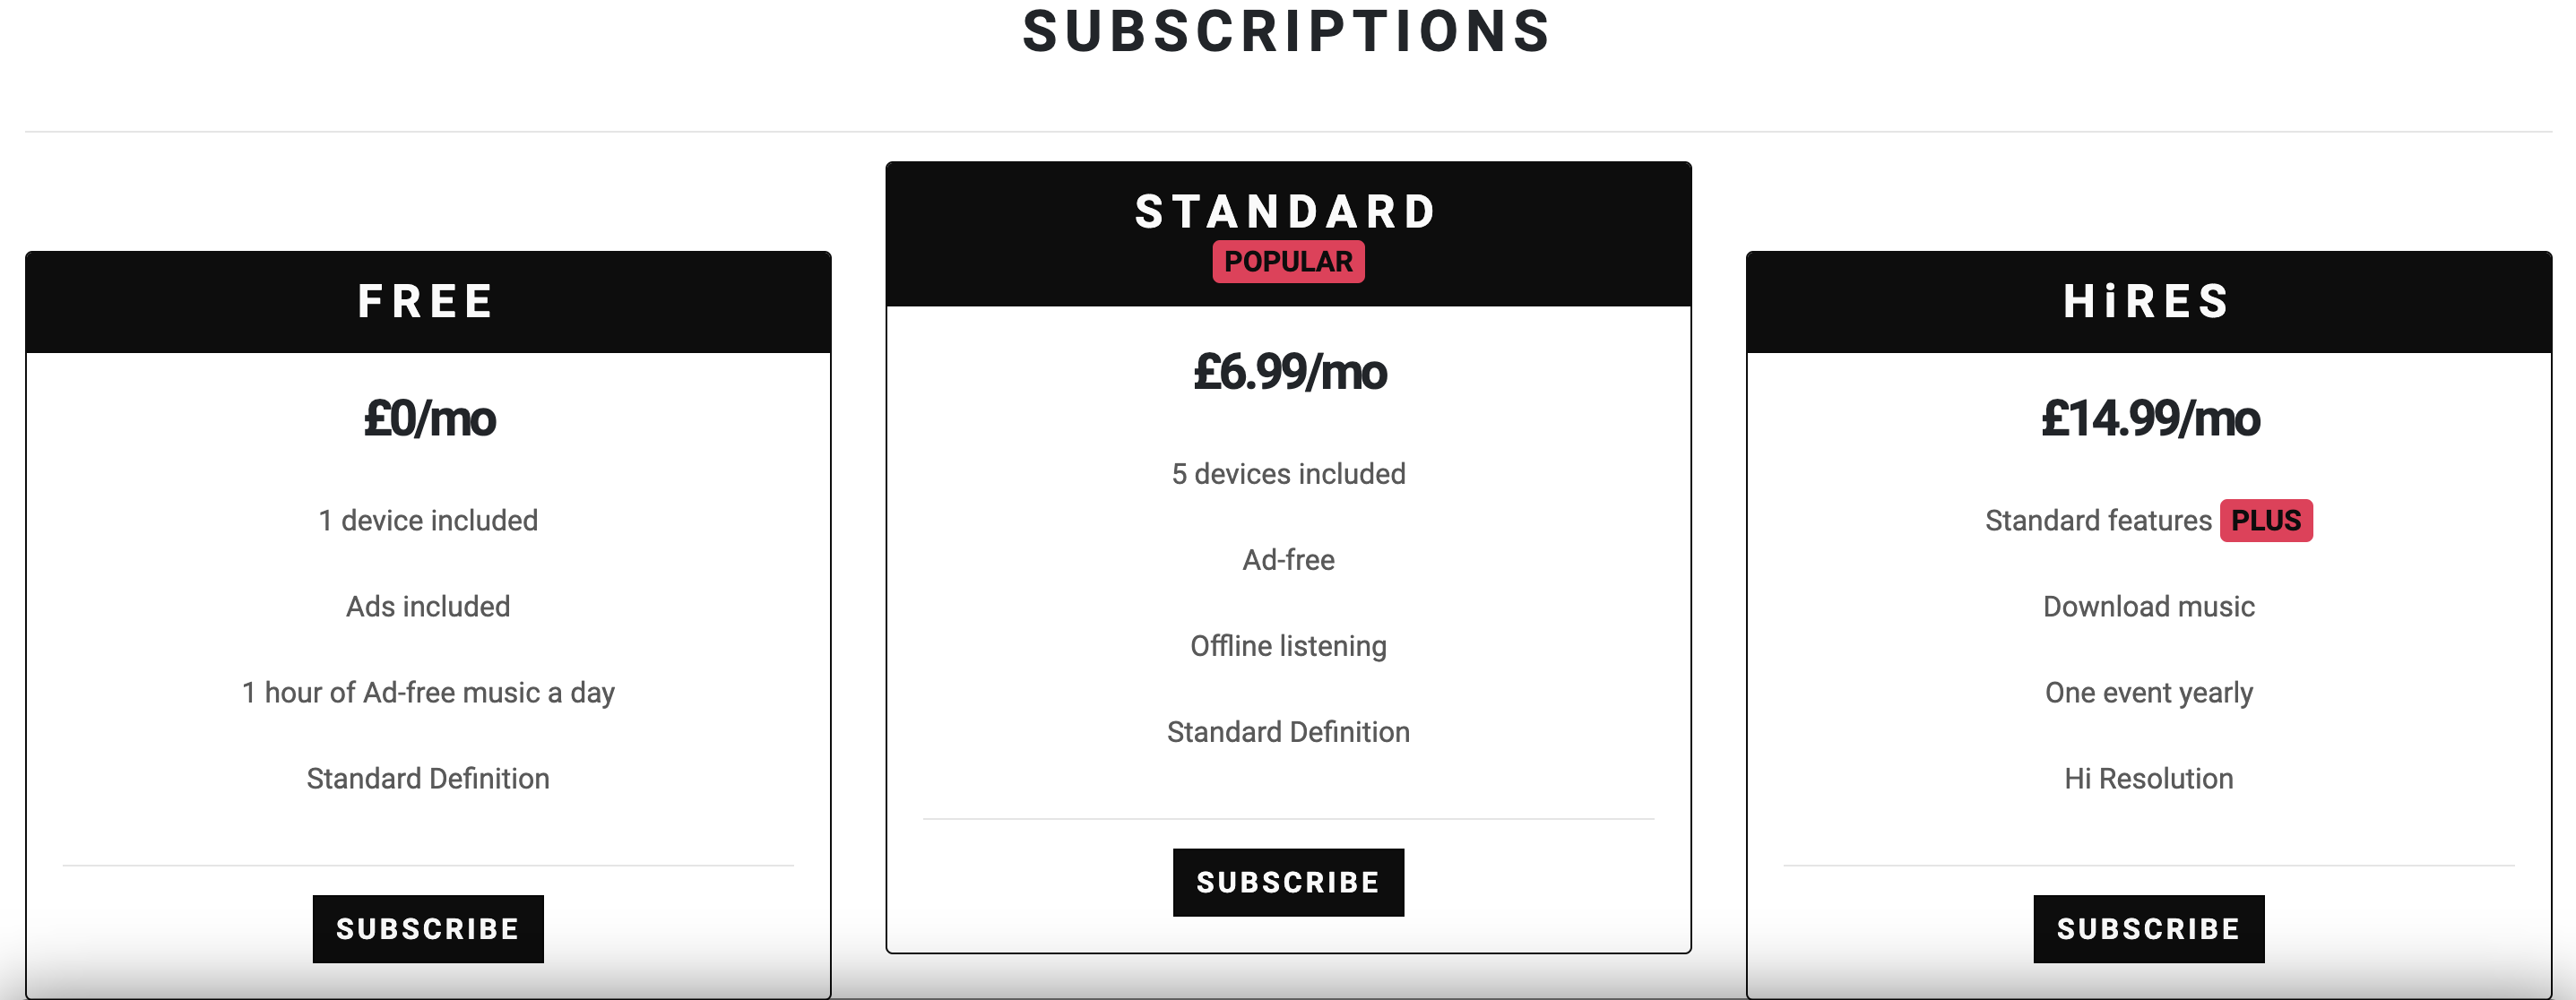 SUBSCRIPTIONS
FREE
£0/mo
1 device included
Ads included
1 hour of Ad-free music a day
Standard Definition
SUBSCRIBE
STANDARD
POPULAR
£6.99/mo
5 devices included
Ad-free
Offline listening
Standard Definition
SUBSCRIBE
HiRES
£14.99/mo
Standard features PLUS
Download music
One event yearly
Hi Resolution
SUBSCRIBE